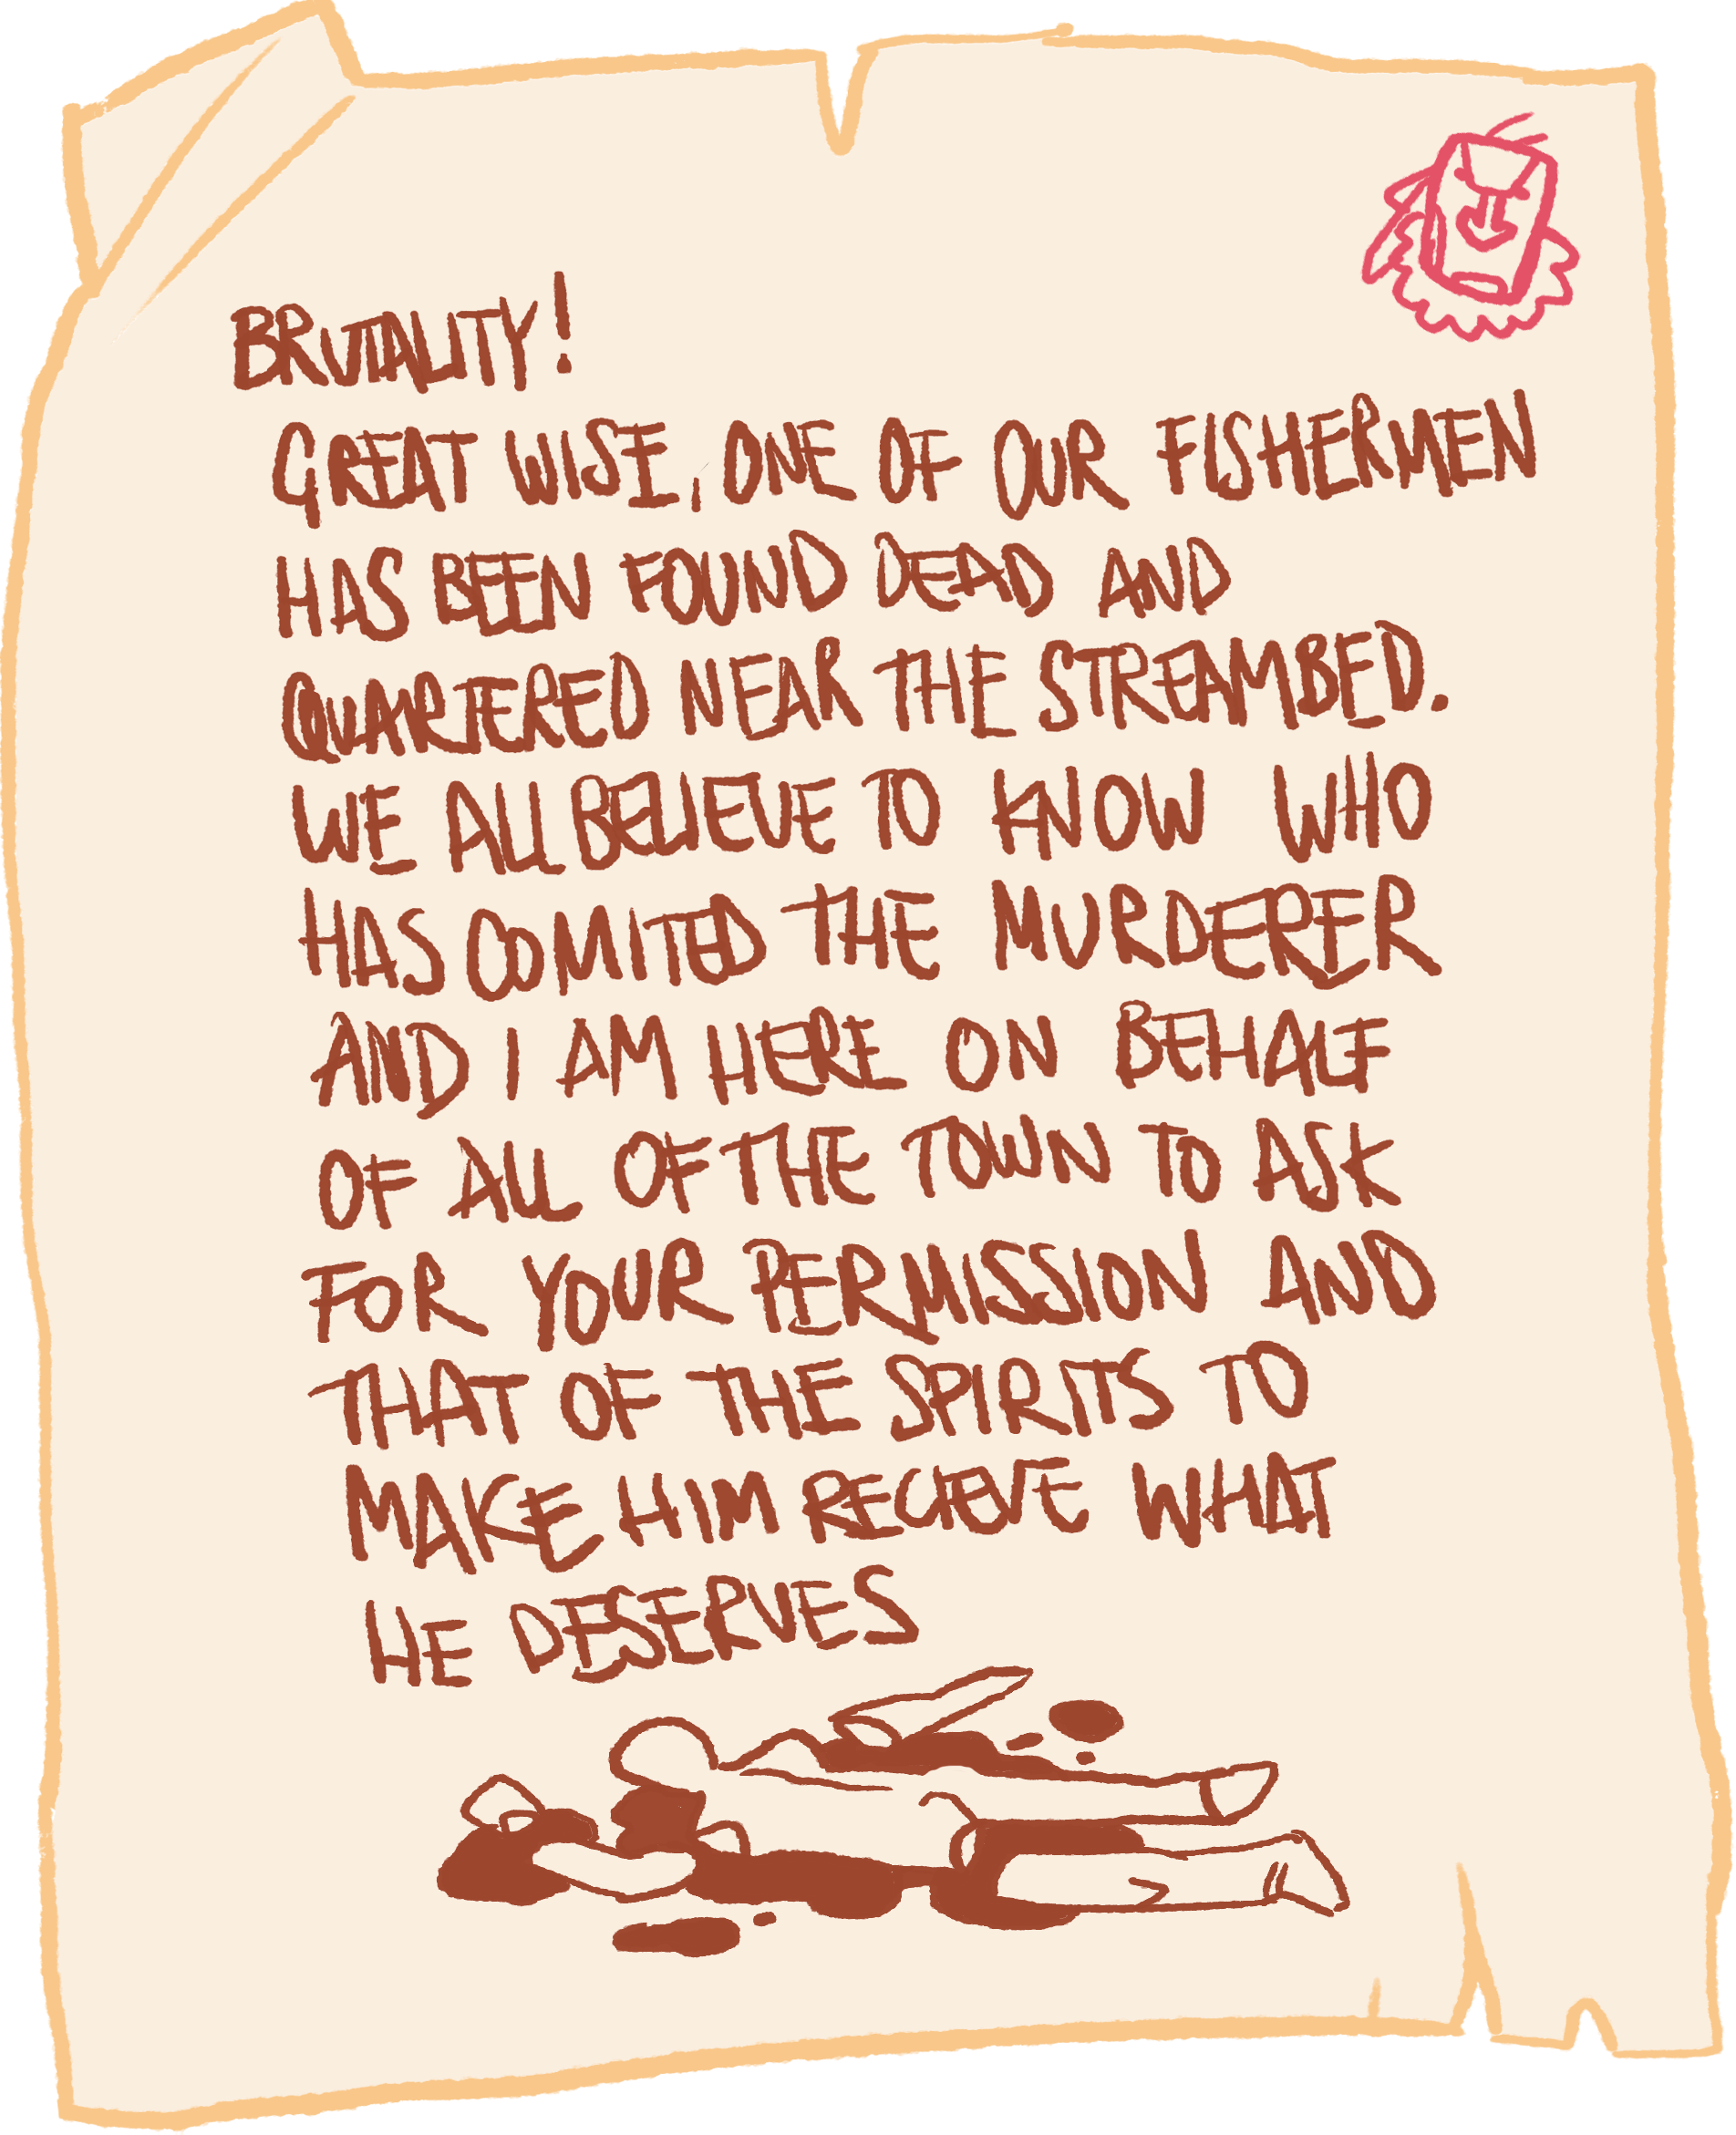 BRUTALITY!
GREAT WISE, ONE OF OUR FISHERMEN
HAS BEEN FOUND DEAD AND
QUARTERED NEAR THE STREAMBED.
WE ALL BELIEVE TO KNOW WHO
HAS COMITED THE MURDERER
AND I AM HERE ON BEHALF
OF ALL OF THE TOWN TO ASK
FOR YOUR PERMISSION AND
THAT OF THE SPIRITS TO
MAKE HIM RECIEVE WHAT
HE DESERVES